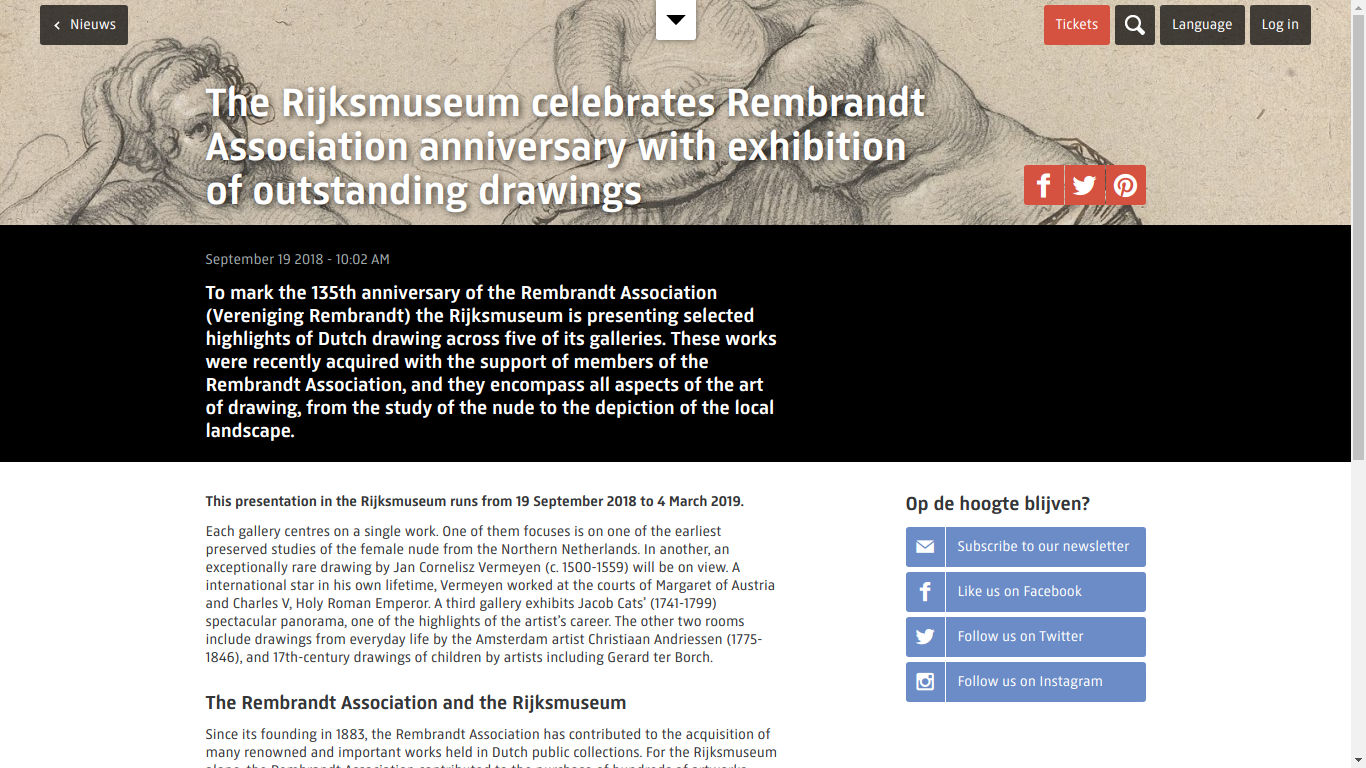 Nieuws
Tickets
Language
Log in
The Rijksmuseum celebrates Rembrandt
Association anniversary with exhibition
of outstanding drawings
September 19 2018 - 10:02 AM
To mark the 135th anniversary of the Rembrandt Association
(Vereniging Rembrandt) the Rijksmuseum is presenting selected
highlights of Dutch drawing across five of its galleries. These works
were recently acquired with the support of members of the
Rembrandt Association, and they encompass all aspects of the art
of drawing, from the study of the nude to the depiction of the local
landscape.
This presentation in the Rijksmuseum runs from 19 September 2018 to 4 March 2019.
Each gallery centres on a single work. One of them focuses is on one of the earliest
preserved studies of the female nude from the Northern Netherlands. In another, an
exceptionally rare drawing by Jan Cornelisz Vermeyen (c. 1500-1559) will be on view. A
international star in his own lifetime, Vermeyen worked at the courts of Margaret of Austria
and Charles V, Holy Roman Emperor. A third gallery exhibits Jacob Cats' (1741-1799)
spectacular panorama, one of the highlights of the artist's career. The other two rooms
include drawings from everyday life by the Amsterdam artist Christiaan Andriessen (1775-
1846), and 17th-century drawings of children by artists including Gerard ter Borch.
The Rembrandt Association and the Rijksmuseum
Since its founding in 1883, the Rembrandt Association has contributed to the acquisition of
many renowned and important works held in Dutch public collections. For the Rijksmuseum
alone, the Rembrandt Association contributed to the purchase of hundreds of artworks
Op de hoogte blijven?
Subscribe to our newsletter
Like us on Facebook
Follow us on Twitter
Follow us on Instagram